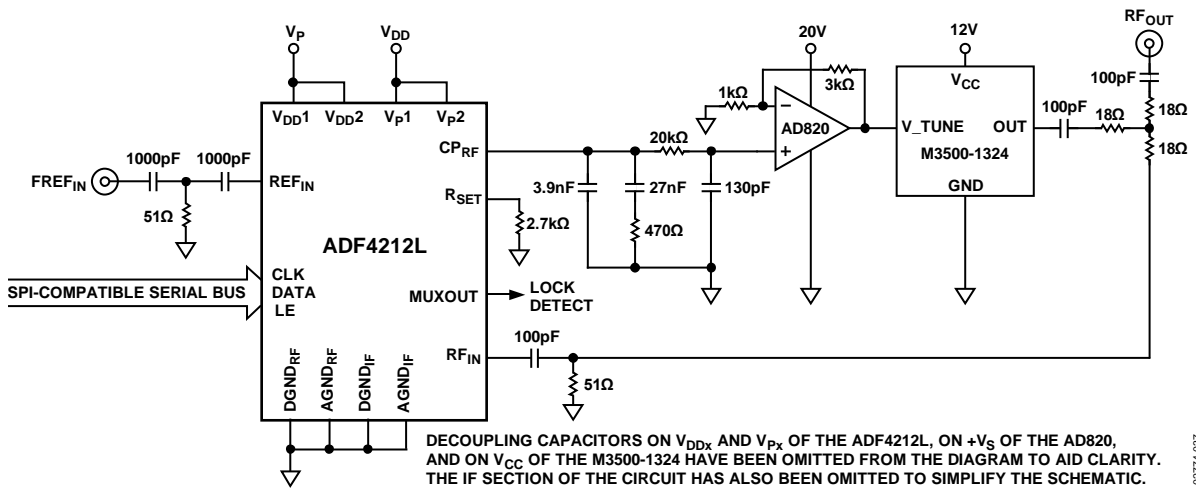 VP
VDD
20V
12V
RFOUT
3kΩ
1kΩ
100pF
VDD1
VDD2
VP1
VP2
VCC
100pF
18Ω
18Ω
AD820
V_TUNE
OUT
18Ω
M3500-1324
GND
CPRF
20kΩ
1000pF
1000pF
FREFIN
REFIN
3.9nF
27nF
130pF
51Ω
RSET
2.7kΩ
470Ω
ADF4212L
SPI-COMPATIBLE SERIAL BUS
CLK
DATA
LE
MUXOUT
LOCK
DETECT
100pF
RFIN
51Ω
DGNDRF
AGNDRF
DGNDIF
AGNDIF
DECOUPLING CAPACITORS ON VDDx AND VPx OF THE ADF4212L, ON +VS OF THE AD820,
AND ON VCC OF THE M3500-1324 HAVE BEEN OMITTED FROM THE DIAGRAM TO AID CLARITY.
THE IF SECTION OF THE CIRCUIT HAS ALSO BEEN OMITTED TO SIMPLIFY THE SCHEMATIC.